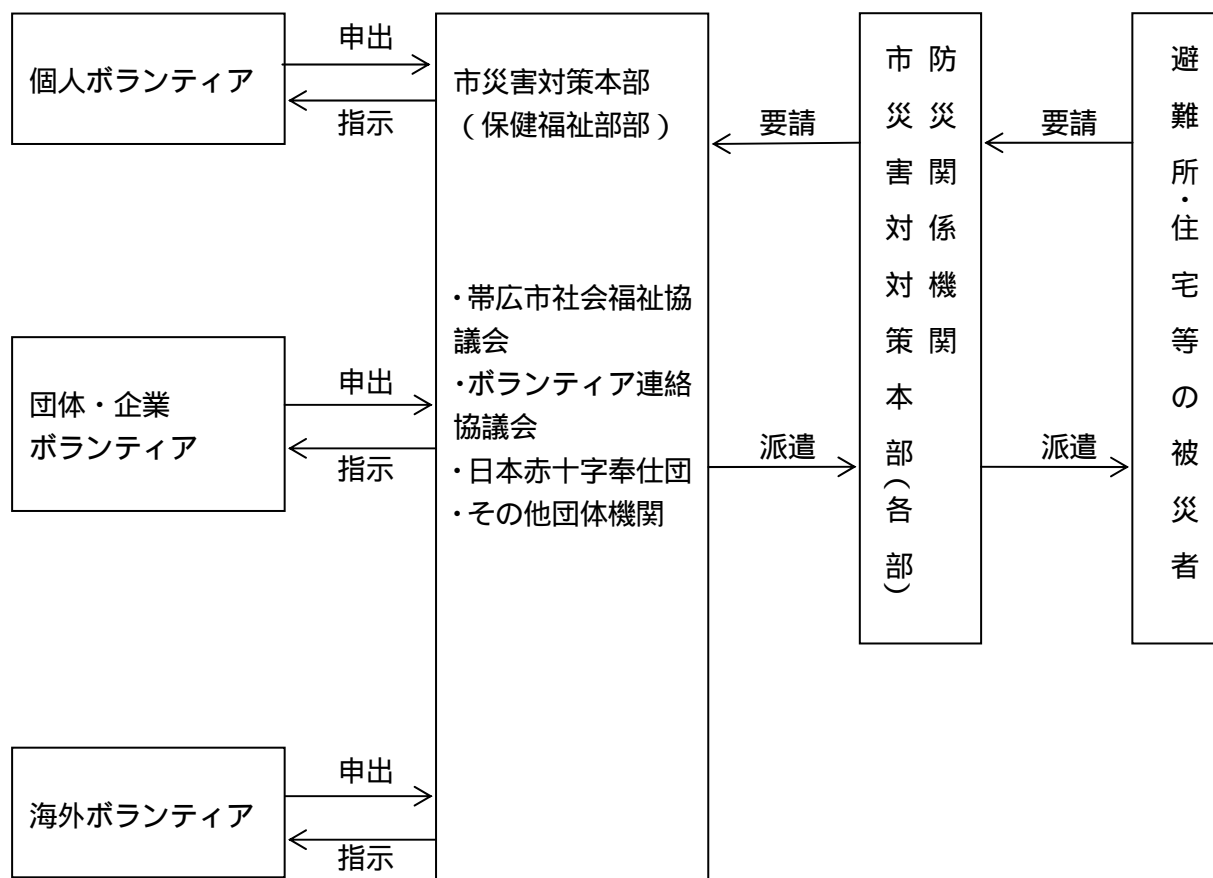 個人ボランティア
申出
指示
団体・企業
ボランティア
申出
指示
海外ボランティア
申出
指示
市災害対策本部
（保健福祉部部）
・帯広市社会福祉協
議会
・ボランティア連絡
協議会
・日本赤十字奉仕団
・その他団体機関
要請
派遣
防災関係機関
市災害対対策本部（各部）
要請
派遣
避難所・住宅等の被災者